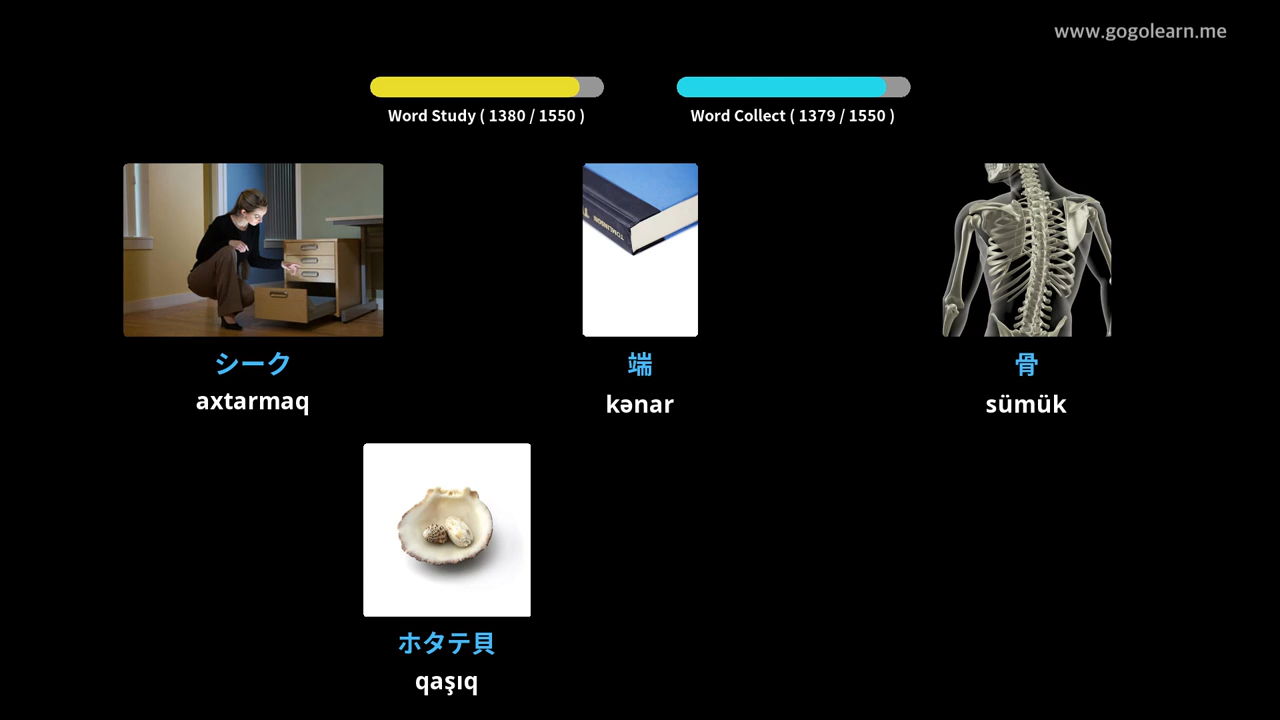 www.gogolearn.me
Word Study ( 1380 / 1550 )
Word Collect ( 1379 / 1550 )
TOMLINSON
シーク
端
骨
axtarmaq
kənar
sümük
ホタテ貝
qaşıq